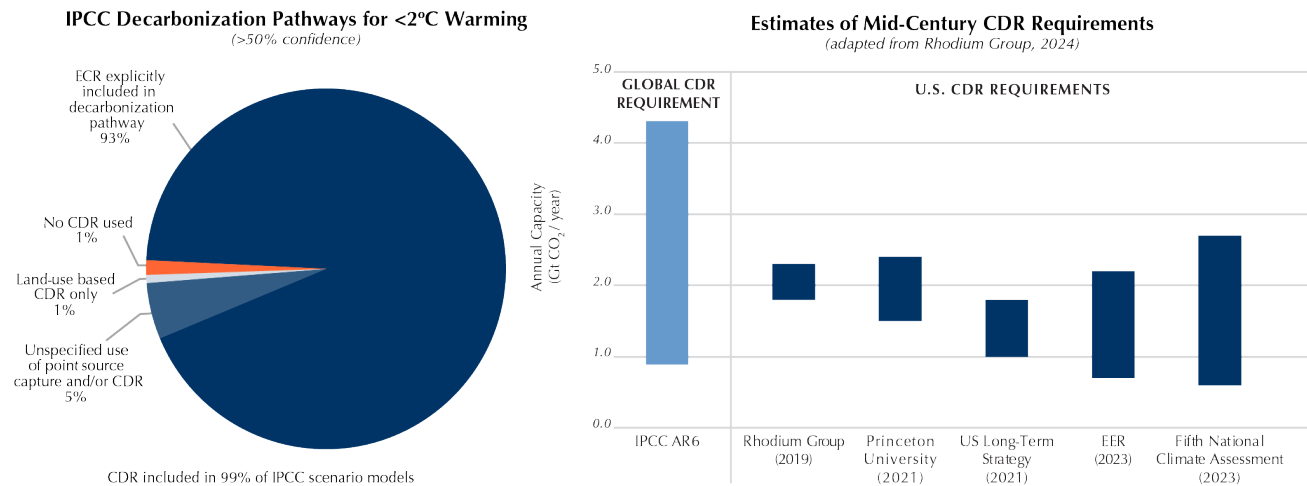 IPCC Decarbonization Pathways for <2ºC Warming
(>50% confidence)
ECR explicitly
included in
decarbonization
pathway
93%
No CDR used
1%
Land-use based
CDR only
1%
Unspecified use
of point source
capture and/or CDR
5%
CDR included in 99% of IPCC scenario models
Estimates of Mid-Century CDR Requirements
(adapted from Rhodium Group, 2024)
Annual Capacity
(Gt CO₂ / year)
5.0
4.0
3.0
2.0
1.0
0.0
GLOBAL CDR
REQUIREMENT
U.S. CDR REQUIREMENTS
IPCC AR6
Rhodium Group
(2019)
Princeton
University
(2021)
US Long-Term
Strategy
(2021)
EER
(2023)
Fifth National
Climate Assessment
(2023)